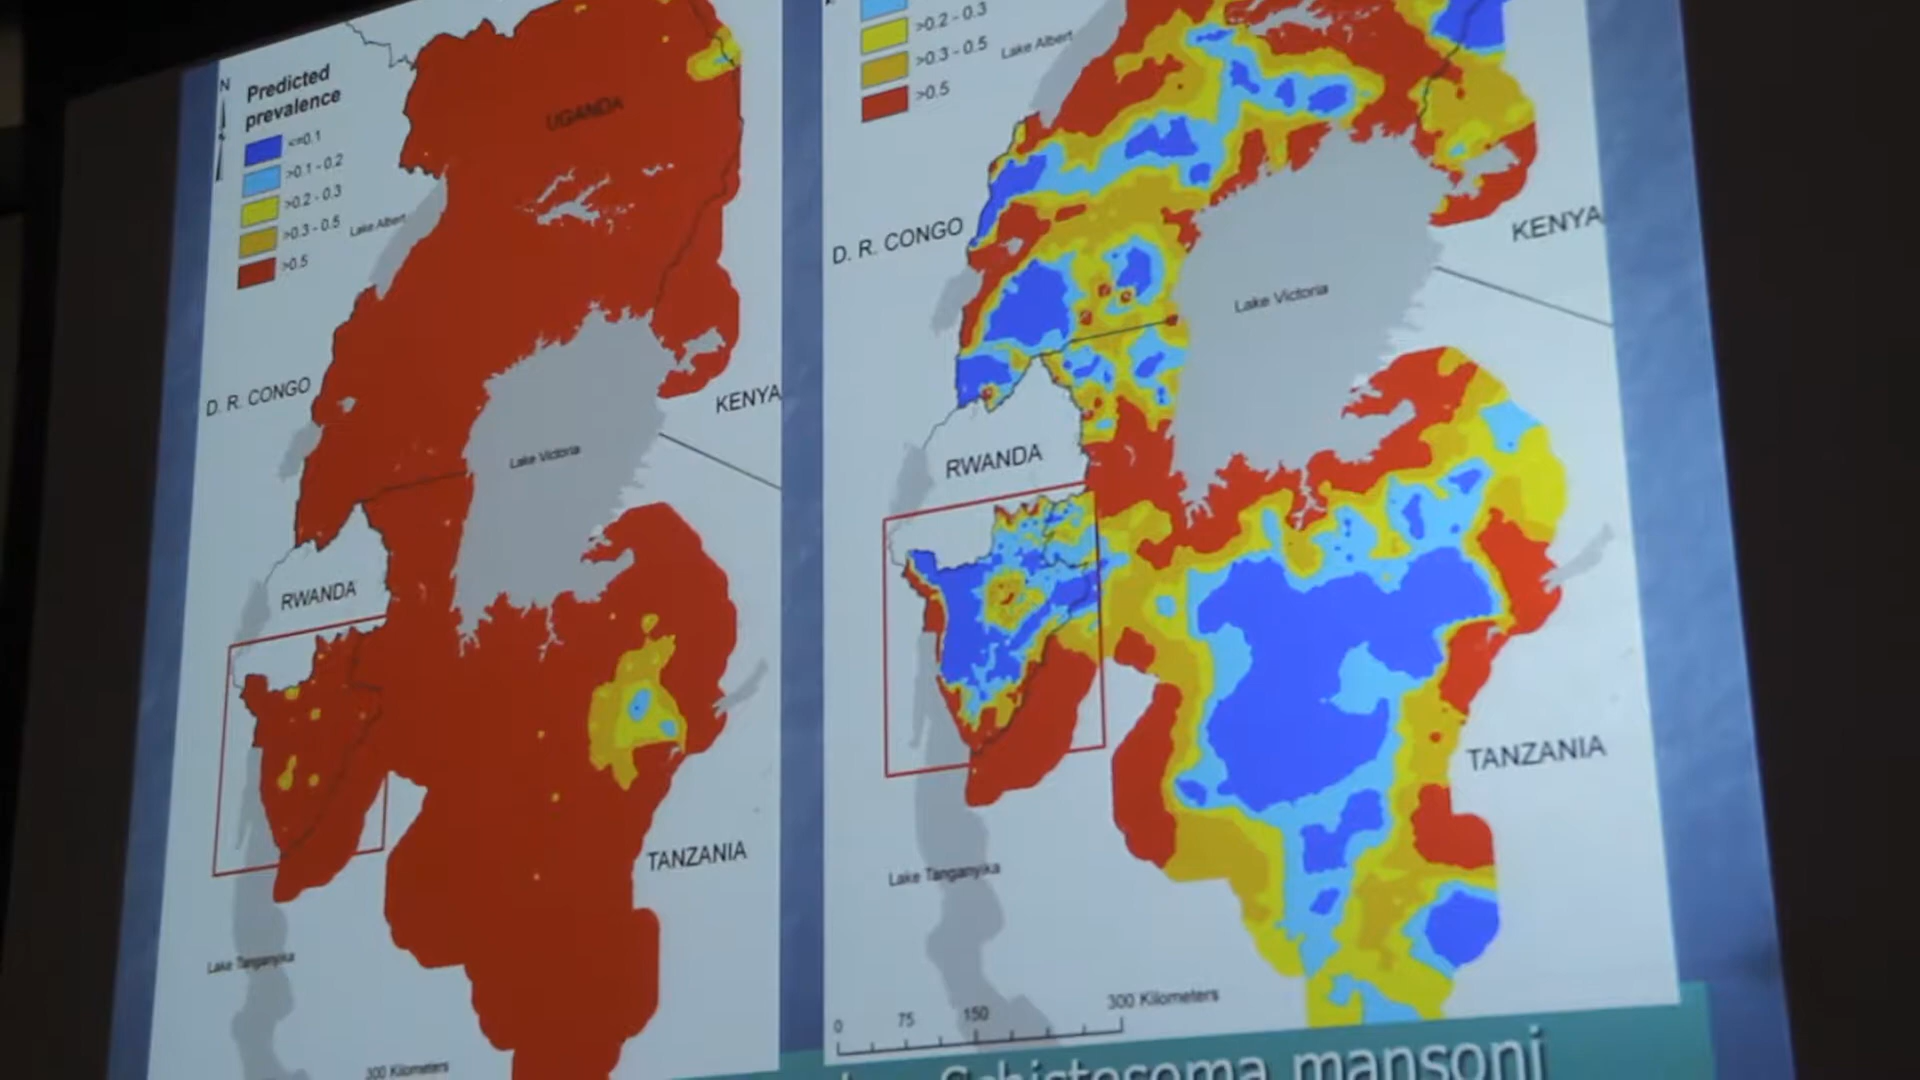 N
Predicted
prevalence
<=0.1
>0.1 - 0.2
>0.2 - 0.3
>0.3 - 0.5
>0.5
Lake Albert
UGANDA
D. R. CONGO
KENYA
Lake Victoria
RWANDA
TANZANIA
Lake Tanganyika
300 Kilometers
>0.2 - 0.3
>0.3 - 0.5
>0.5
Lake Albert
D. R. CONGO
KENYA
Lake Victoria
RWANDA
TANZANIA
Lake Tanganyika
0 75 150 300 Kilometers
Schistosoma mansoni